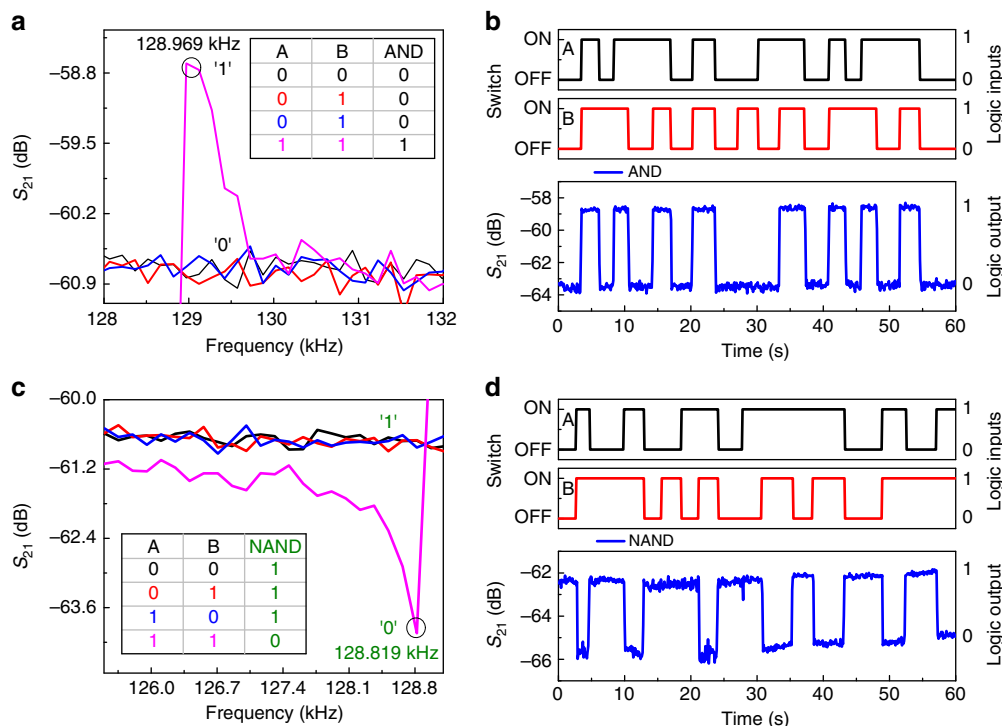 a
128.969 kHz
'1'
A B AND
0 0 0
0 1 0
0 1 0
1 1 1
'0'
−58.8
−59.5
−60.2
−60.9
S21 (dB)
128 129 130 131 132
Frequency (kHz)
b
ON
OFF
A
ON
OFF
B
Switch
1
0
1
0
Logic inputs
AND
−58
−60
−62
−64
S21 (dB)
1
0
Logic output
0 10 20 30 40 50 60
Time (s)
c
−60.0
−61.2
−62.4
−63.6
S21 (dB)
'1'
A B NAND
0 0 1
0 1 1
1 0 1
1 1 0
'0'
128.819 kHz
126.0 126.7 127.4 128.1 128.8
Frequency (kHz)
d
ON
OFF
A
ON
OFF
B
Switch
1
0
1
0
Logic inputs
NAND
−62
−64
−66
S21 (dB)
1
0
Logic output
0 10 20 30 40 50 60
Time (s)